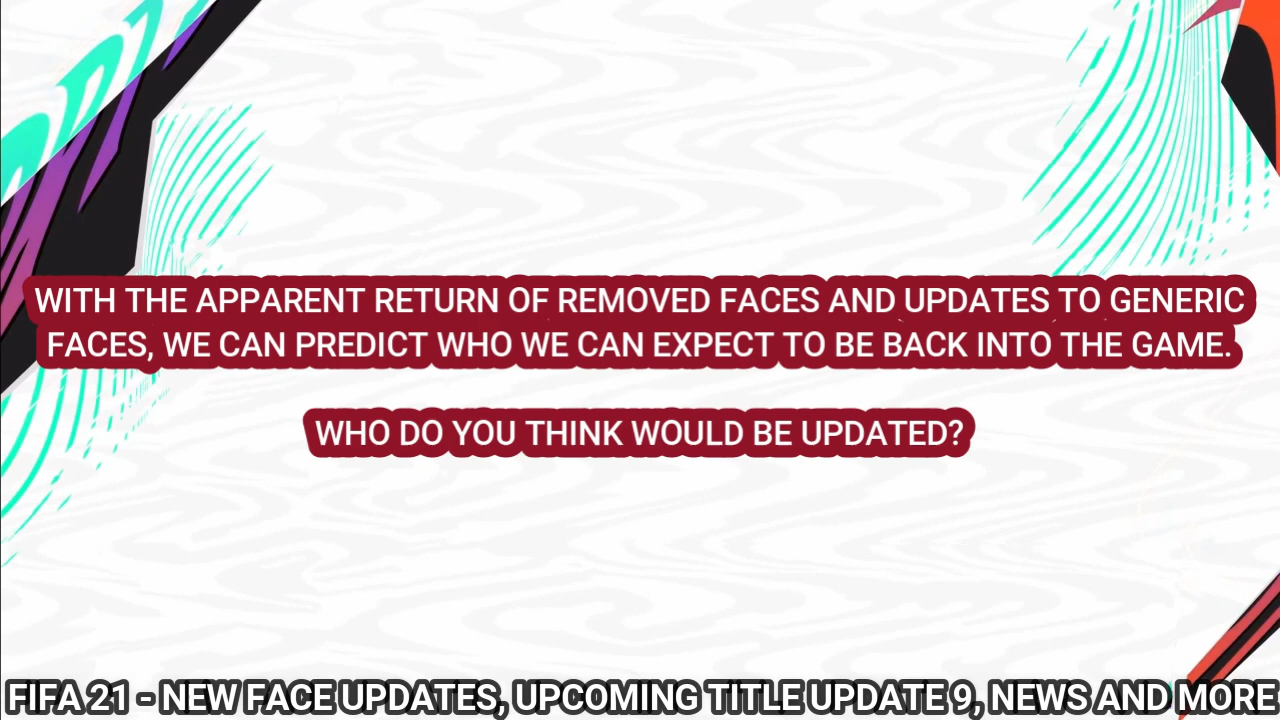 WITH THE APPARENT RETURN OF REMOVED FACES AND UPDATES TO GENERIC
FACES, WE CAN PREDICT WHO WE CAN EXPECT TO BE BACK INTO THE GAME.
WHO DO YOU THINK WOULD BE UPDATED?
FIFA 21 - NEW FACE UPDATES, UPCOMING TITLE UPDATE 9, NEWS AND MORE